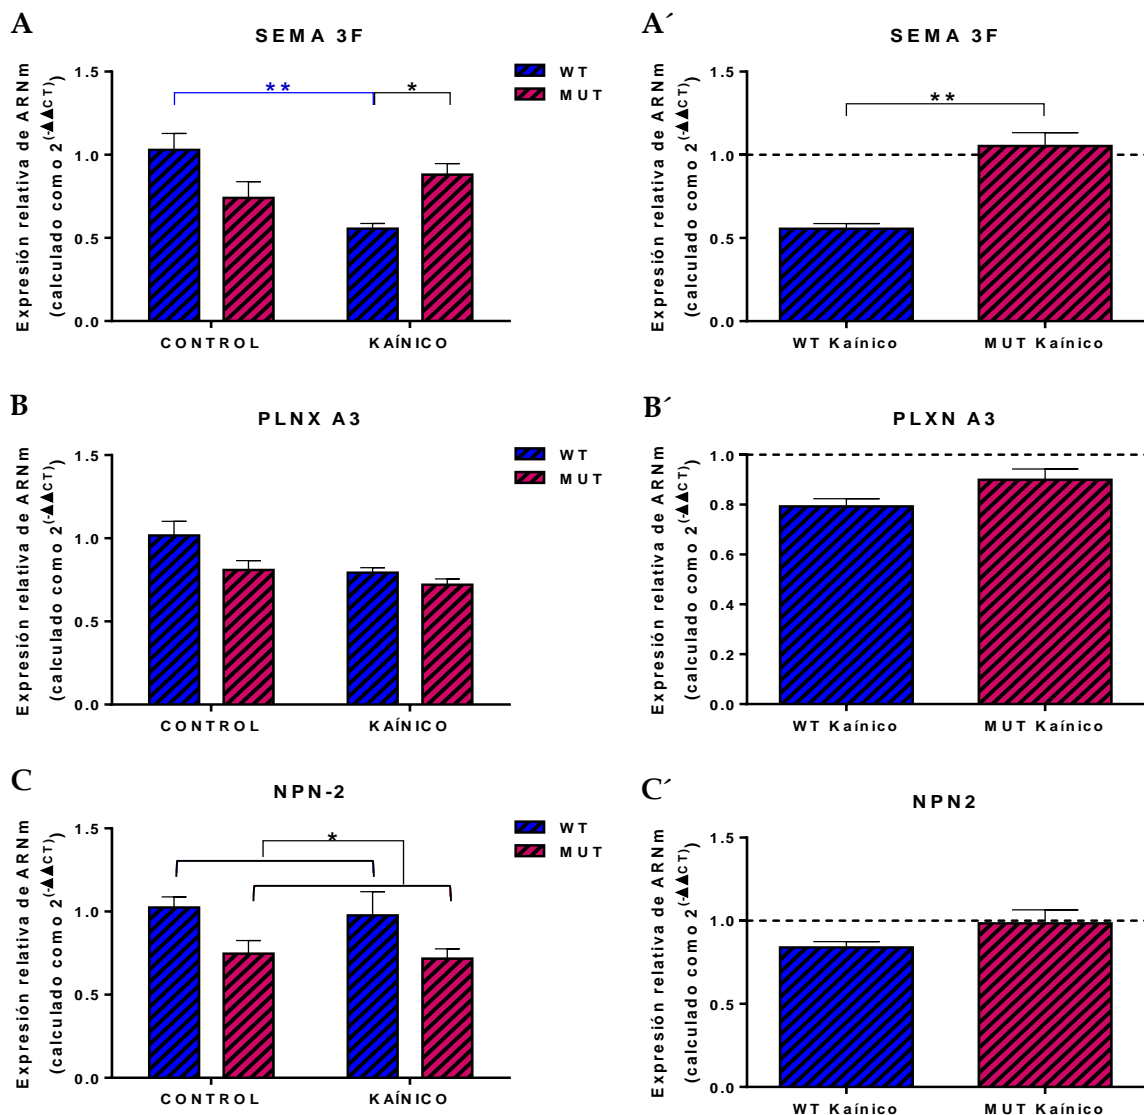 A
SEMA 3F
Expresión relativa de ARNm
(calculado como 2^(-▲▲CT))
1.5
1.0
0.5
0.0
**
*
WT
MUT
CONTROL
KAÍNICO
A´
SEMA 3F
Expresión relativa de ARNm
(calculado como 2^(-▲▲CT))
1.5
1.0
0.5
0.0
**
WT Kaínico
MUT Kaínico
B
PLNX A3
Expresión relativa de ARNm
(calculado como 2^(-▲▲CT))
1.5
1.0
0.5
0.0
WT
MUT
CONTROL
KAÍNICO
B´
PLXN A3
Expresión relativa de ARNm
(calculado como 2^(-▲▲CT))
1.0
0.8
0.6
0.4
0.2
0.0
WT Kaínico
MUT Kaínico
C
NPN-2
Expresión relativa de ARNm
(calculado como 2^(-▲▲CT))
1.5
1.0
0.5
0.0
*
WT
MUT
CONTROL
KAÍNICO
C´
NPN2
Expresión relativa de ARNm
(calculado como 2^(-▲▲CT))
1.5
1.0
0.5
0.0
WT Kaínico
MUT Kaínico